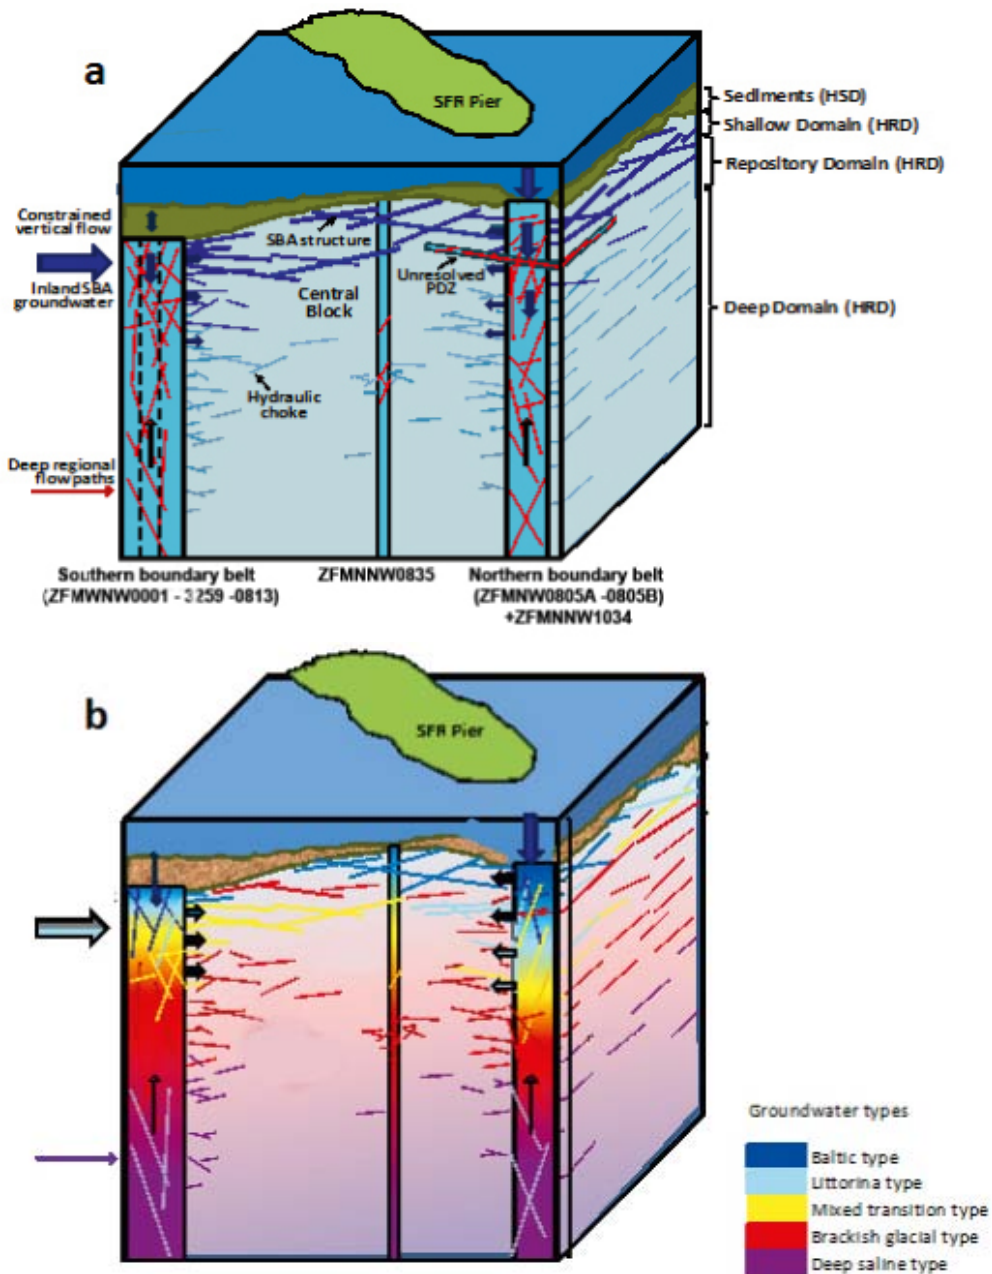 a
SFR Pier
Sediments (HSD)
Shallow Domain (HRD)
Repository Domain (HRD)
Constrained
vertical flow
SBA structure
Inland SBA
groundwater
Unresolved
PDZ
Central
Block
Deep Domain (HRD)
Hydraulic
choke
Deep regional
flowpaths
Southern boundary belt
(ZFMWNW0001 - 3259 -0813)
ZFMNNW0835
Northern boundary belt
(ZFMNW0805A -0805B)
+ZFMNNW1034
b
SFR Pier
Groundwater types
Baltic type
Littorina type
Mixed transition type
Brackish glacial type
Deep saline type